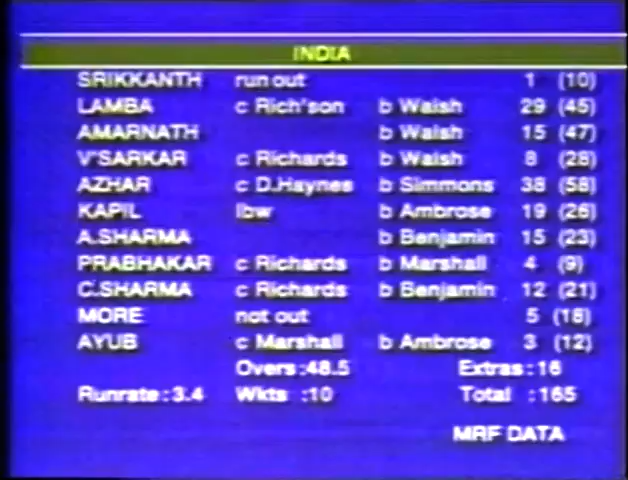 INDIA
SRIKKANTH run out 1 (10)
LAMBA c Rich'son b Walsh 29 (45)
AMARNATH b Walsh 15 (47)
V'SARKAR c Richards b Walsh 8 (28)
AZHAR c D.Haynes b Simmons 38 (58)
KAPIL lbw b Ambrose 19 (26)
A.SHARMA b Benjamin 15 (23)
PRABHAKAR c Richards b Marshall 4 (9)
C.SHARMA c Richards b Benjamin 12 (21)
MORE not out 5 (18)
AYUB c Marshall b Ambrose 3 (12)
Overs :48.5 Extras :16
Runrate :3.4 Wkts :10 Total :165
MRF DATA